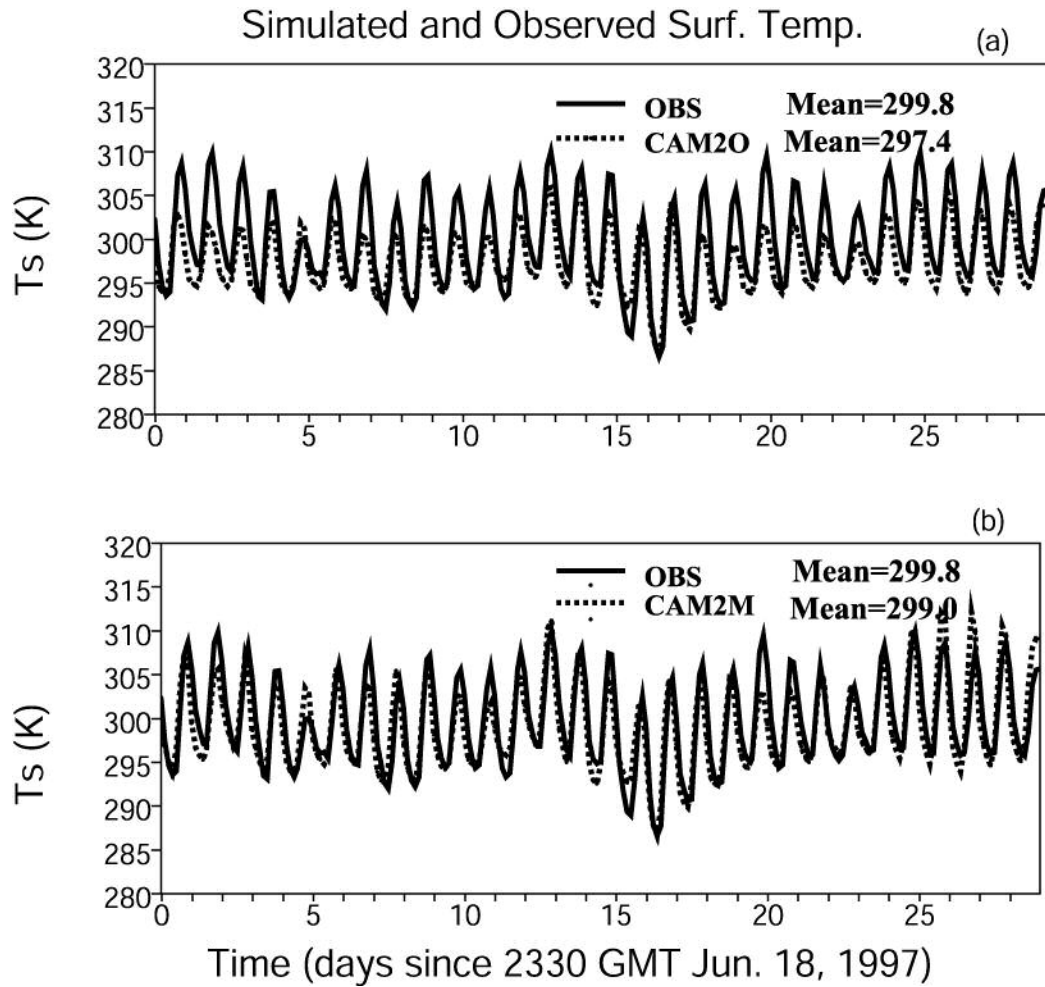 Simulated and Observed Surf. Temp.
(a)
320
315
310
305
300
295
290
285
280
Ts (K)
OBS Mean=299.8
CAM2O Mean=297.4
0 5 10 15 20 25
(b)
320
315
310
305
300
295
290
285
280
Ts (K)
OBS Mean=299.8
CAM2M Mean=299.0
0 5 10 15 20 25
Time (days since 2330 GMT Jun. 18, 1997)